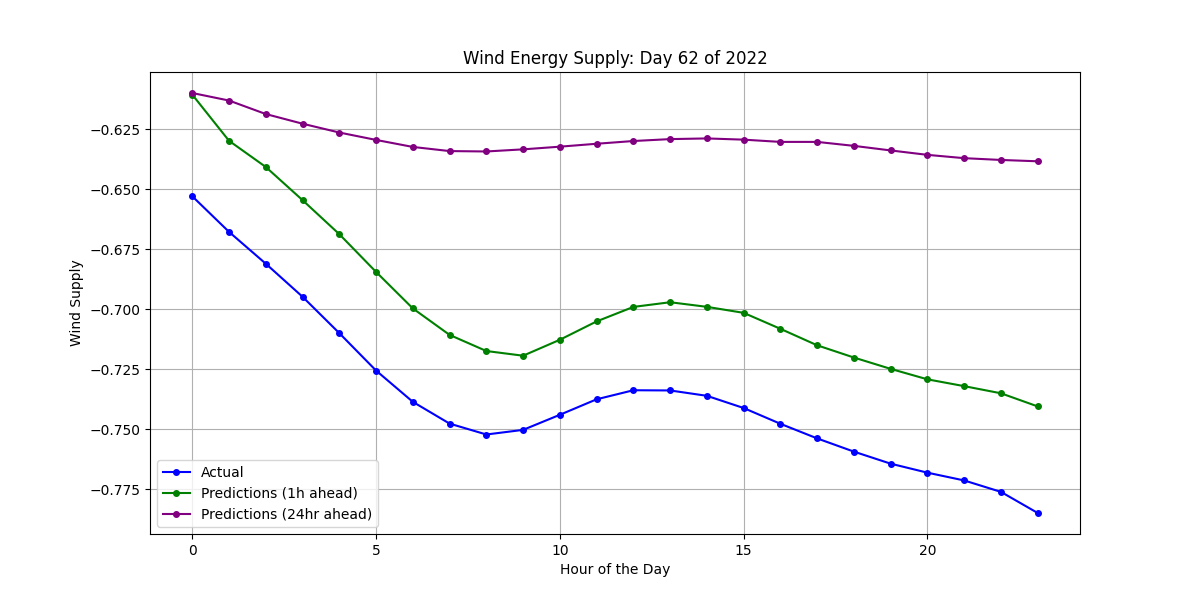 Wind Energy Supply: Day 62 of 2022
Wind Supply
−0.625
−0.650
−0.675
−0.700
−0.725
−0.750
−0.775
Actual
Predictions (1h ahead)
Predictions (24hr ahead)
0
5
10
15
20
Hour of the Day